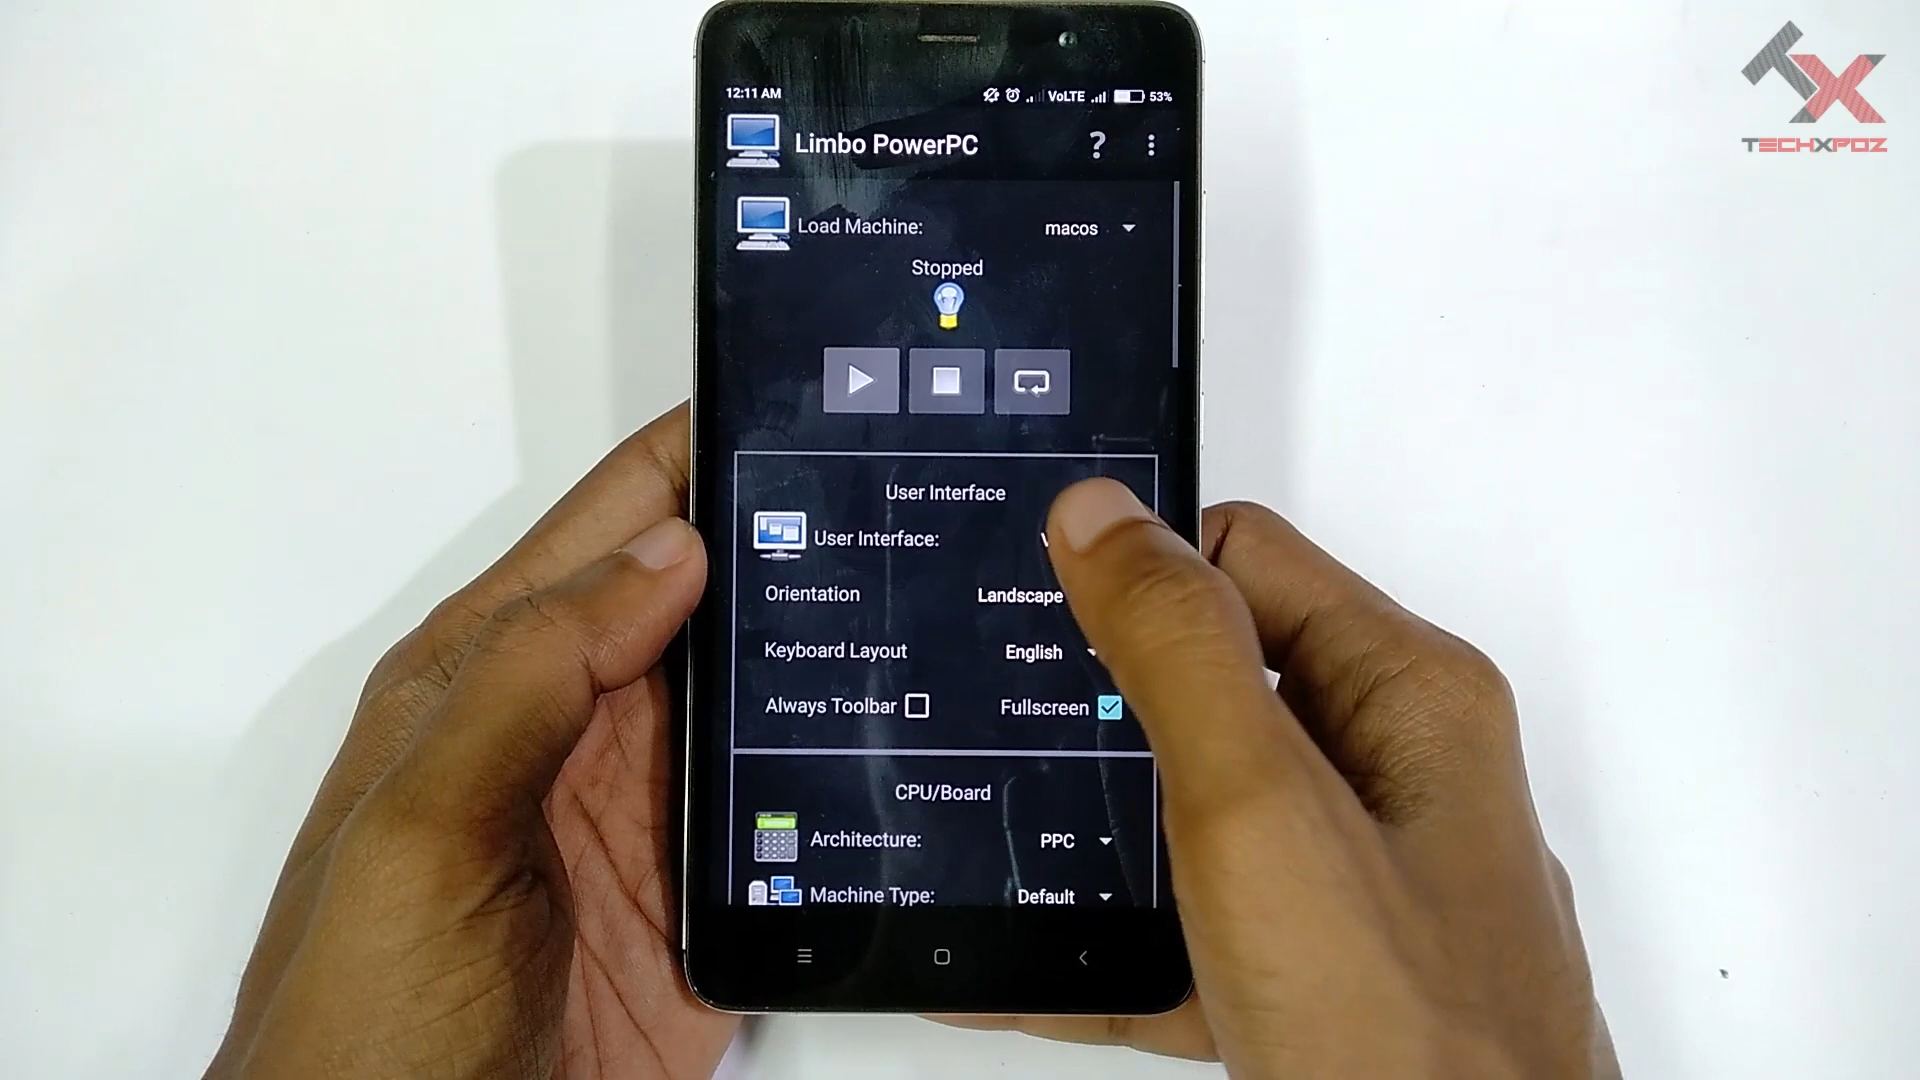 TECHXPOZ
12:11 AM VoLTE 53%
Limbo PowerPC ?
Load Machine: macos
Stopped
User Interface
User Interface:
Orientation Landscape
Keyboard Layout English
Always Toolbar Fullscreen
CPU/Board
Architecture: PPC
Machine Type: Default